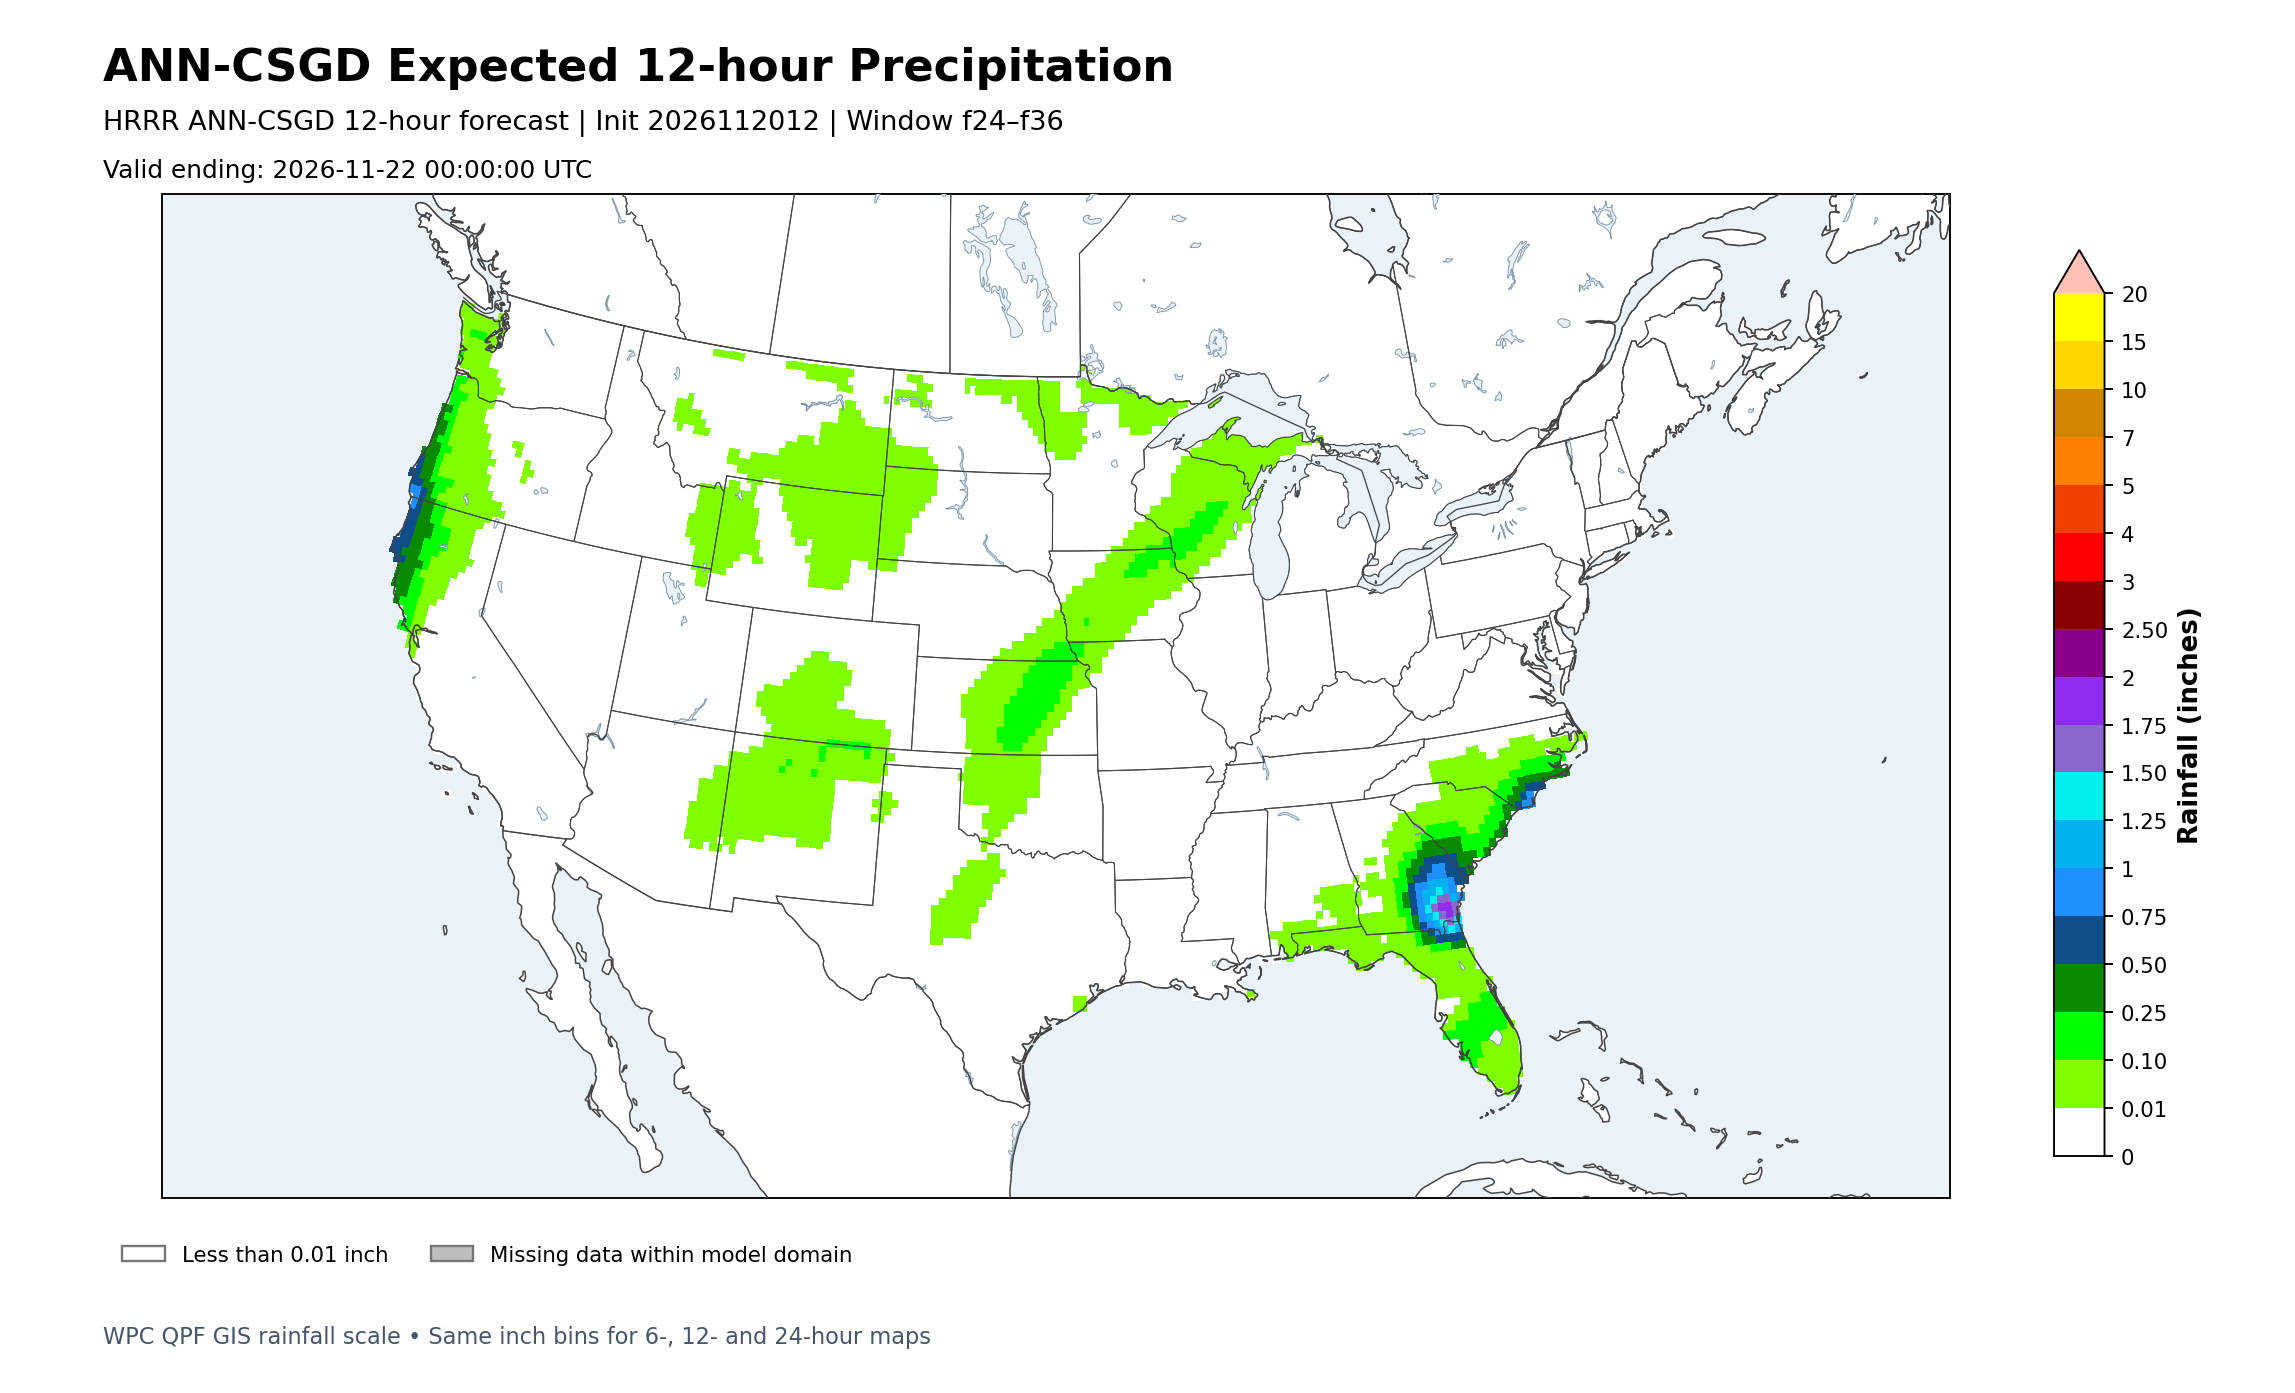 ANN-CSGD Expected 12-hour Precipitation
HRRR ANN-CSGD 12-hour forecast | Init 2026112012 | Window f24–f36
Valid ending: 2026-11-22 00:00:00 UTC
20
15
10
7
5
4
3
2.50
2
1.75
1.50
1.25
1
0.75
0.50
0.25
0.10
0.01
0
Rainfall (inches)
Less than 0.01 inch
Missing data within model domain
WPC QPF GIS rainfall scale • Same inch bins for 6-, 12- and 24-hour maps